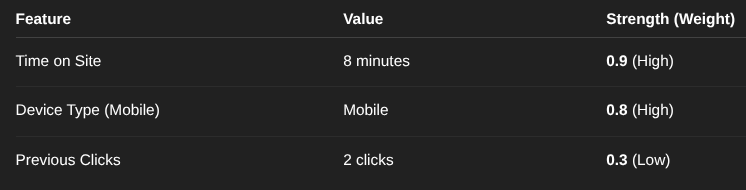 Feature Value Strength (Weight)
Time on Site 8 minutes 0.9 (High)
Device Type (Mobile) Mobile 0.8 (High)
Previous Clicks 2 clicks 0.3 (Low)